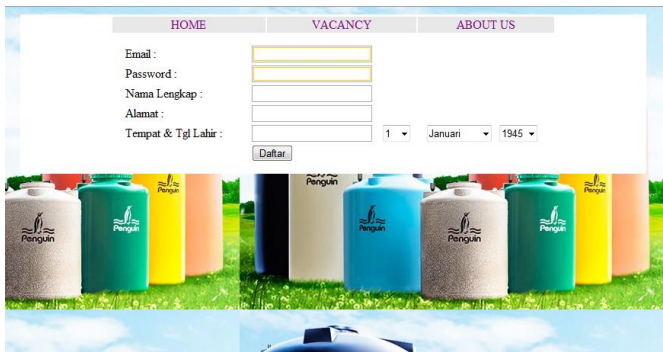 HOME VACANCY ABOUT US
Email :
Password :
Nama Lengkap :
Alamat :
Tempat & Tgl Lahir : 1 Januari 1945
Daftar
Penguin
Penguin
Penguin
Penguin
Penguin
Penguin
Penguin